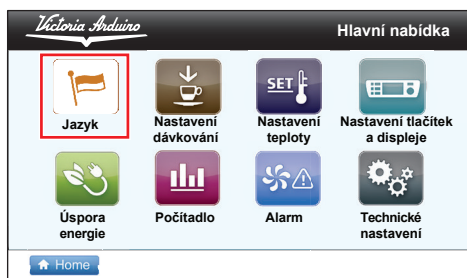 Victoria Arduino
Hlavní nabídka
SET
Jazyk
Nastavení dávkování
Nastavení teploty
Nastavení tlačítek a displeje
Úspora energie
Počítadlo
Alarm
Technické nastavení
Home